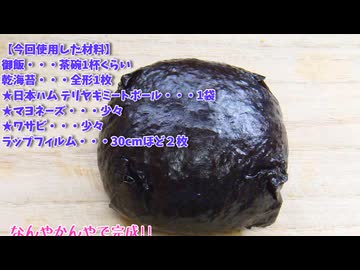 【今回使用した材料】
御飯・・・茶碗1杯くらい
乾海苔・・・全形1枚
★日本ハム テリヤキミートボール・・・1袋
★マヨネーズ・・・少々
★ワサビ・・・少々
ラップフィルム・・・30cmほど２枚
なんやかんやで完成!!